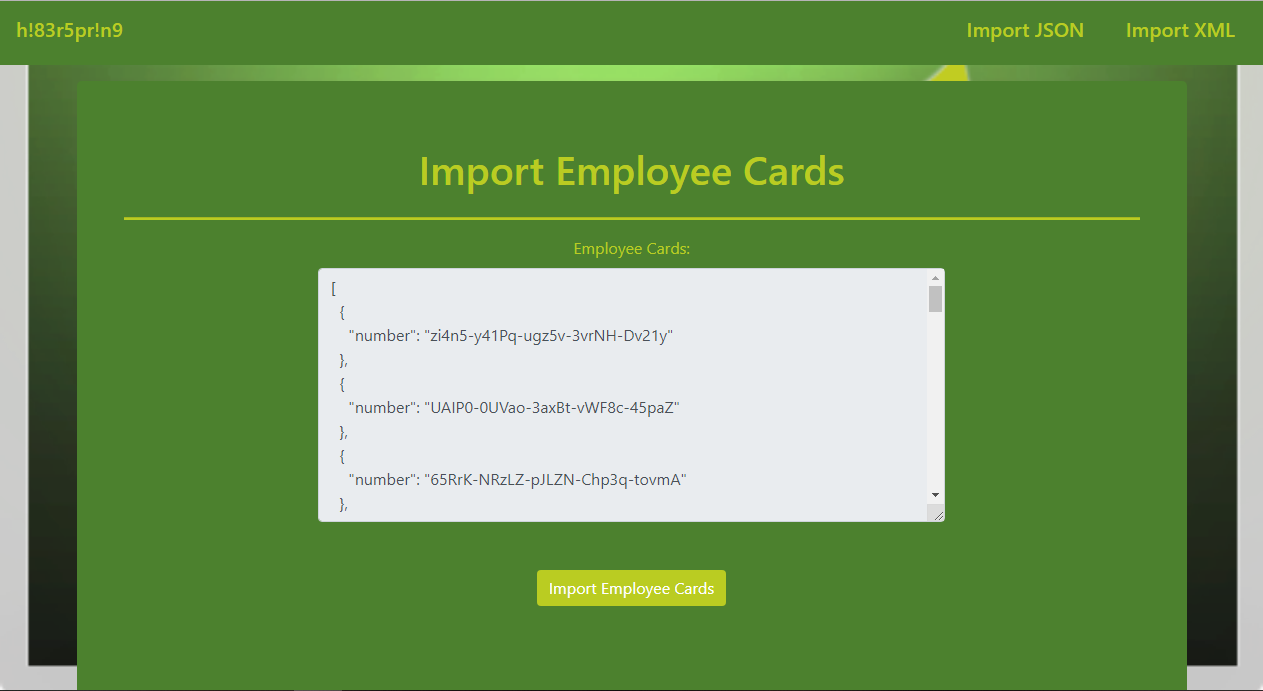 h!83r5pr!n9
Import JSON
Import XML
Import Employee Cards
Employee Cards:
[
{
"number": "zi4n5-y41Pq-ugz5v-3vrNH-Dv21y"
},
{
"number": "UAIP0-0UVao-3axBt-vWF8c-45paZ"
},
{
"number": "65RrK-NRzLZ-pJLZN-Chp3q-tovmA"
},
Import Employee Cards